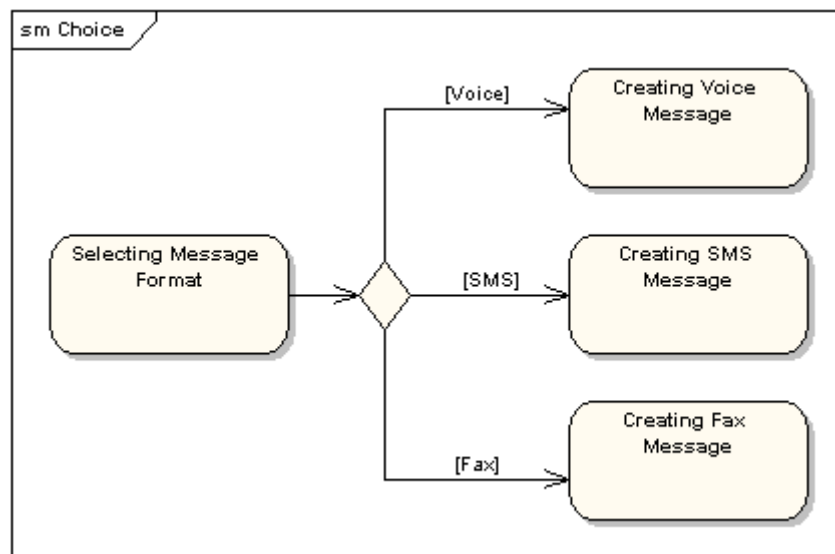 sm Choice
[Voice]
Creating Voice
Message
Selecting Message
Format
[SMS]
Creating SMS
Message
[Fax]
Creating Fax
Message